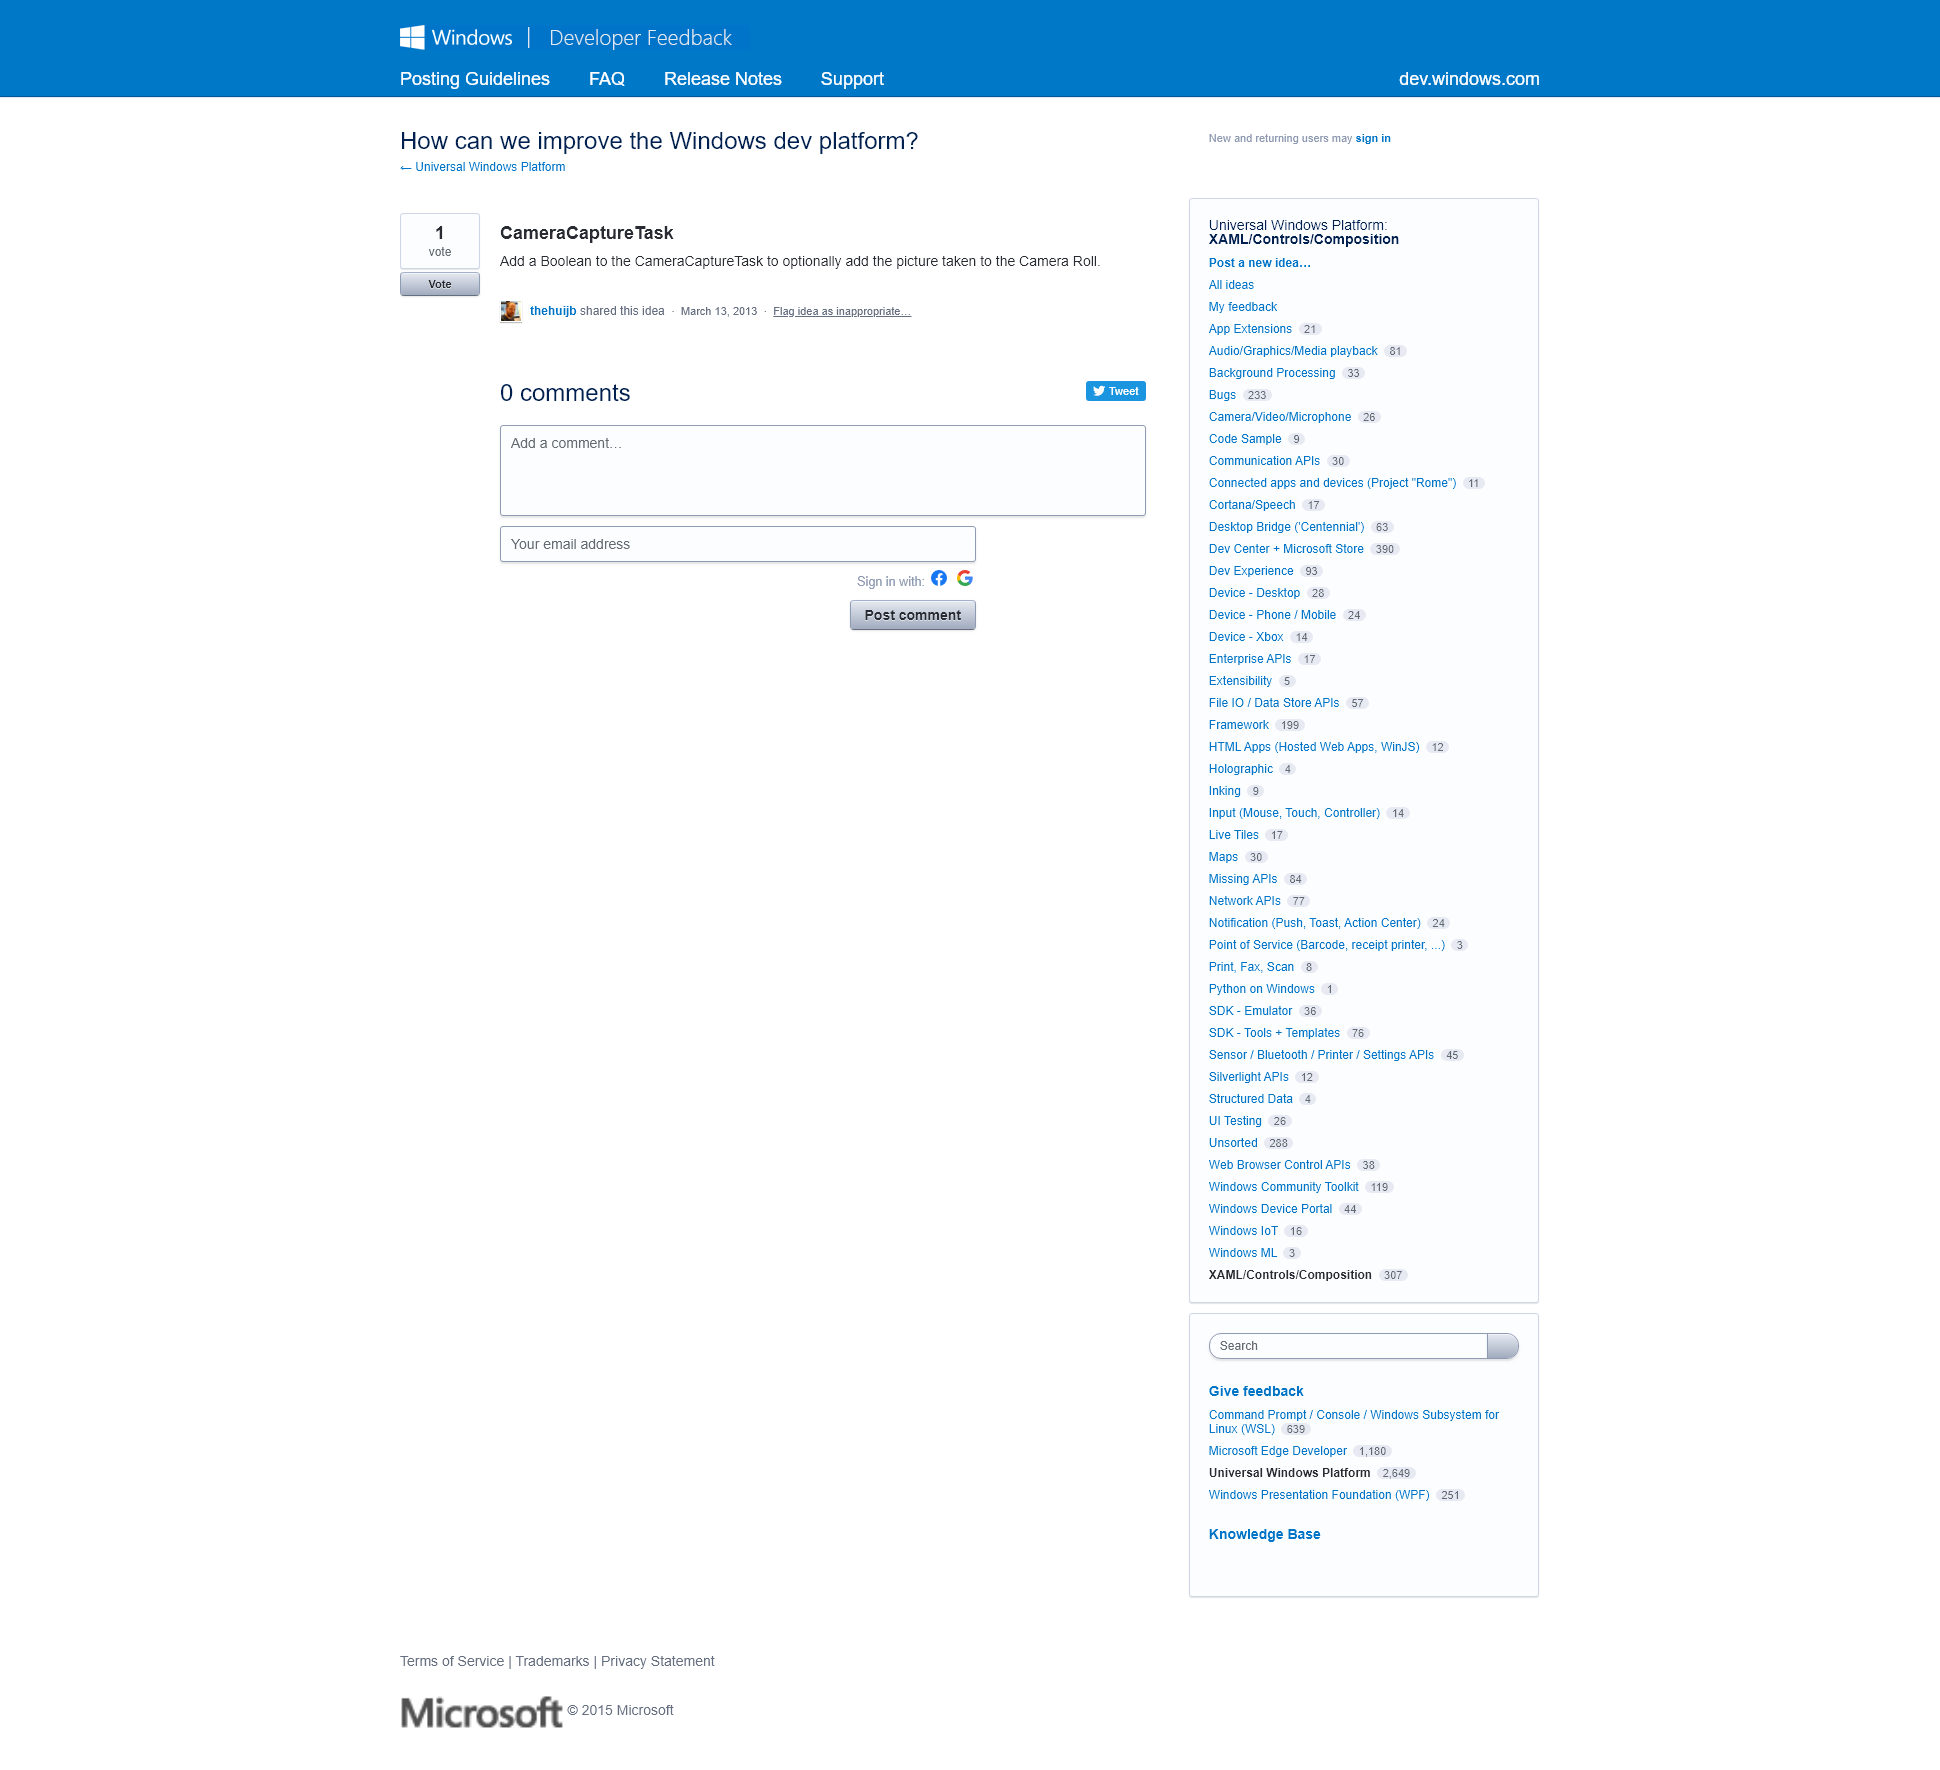 Windows | Developer Feedback
Posting Guidelines FAQ Release Notes Support dev.windows.com
How can we improve the Windows dev platform?
New and returning users may sign in
← Universal Windows Platform
1
vote
Vote
CameraCaptureTask
Add a Boolean to the CameraCaptureTask to optionally add the picture taken to the Camera Roll.
thehuijb shared this idea · March 13, 2013 · Flag idea as inappropriate…
0 comments
Tweet
Add a comment…
Your email address
Sign in with:
Post comment
Universal Windows Platform:
XAML/Controls/Composition
Post a new idea…
All ideas
My feedback
App Extensions 21
Audio/Graphics/Media playback 81
Background Processing 33
Bugs 233
Camera/Video/Microphone 26
Code Sample 9
Communication APIs 30
Connected apps and devices (Project "Rome") 11
Cortana/Speech 17
Desktop Bridge ('Centennial') 63
Dev Center + Microsoft Store 390
Dev Experience 93
Device - Desktop 28
Device - Phone / Mobile 24
Device - Xbox 14
Enterprise APIs 17
Extensibility 5
File IO / Data Store APIs 57
Framework 199
HTML Apps (Hosted Web Apps, WinJS) 12
Holographic 4
Inking 9
Input (Mouse, Touch, Controller) 14
Live Tiles 17
Maps 30
Missing APIs 84
Network APIs 77
Notification (Push, Toast, Action Center) 24
Point of Service (Barcode, receipt printer, ...) 3
Print, Fax, Scan 8
Python on Windows 1
SDK - Emulator 36
SDK - Tools + Templates 76
Sensor / Bluetooth / Printer / Settings APIs 45
Silverlight APIs 12
Structured Data 4
UI Testing 26
Unsorted 288
Web Browser Control APIs 38
Windows Community Toolkit 119
Windows Device Portal 44
Windows IoT 16
Windows ML 3
XAML/Controls/Composition 307
Search
Give feedback
Command Prompt / Console / Windows Subsystem for
Linux (WSL) 639
Microsoft Edge Developer 1,180
Universal Windows Platform 2,649
Windows Presentation Foundation (WPF) 251
Knowledge Base
Terms of Service | Trademarks | Privacy Statement
Microsoft © 2015 Microsoft